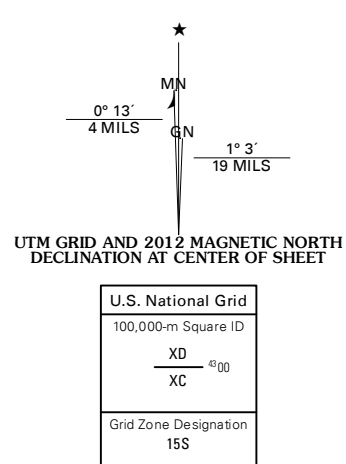 ★
MN
0° 13´
4 MILS
GN
1° 3´
19 MILS
UTM GRID AND 2012 MAGNETIC NORTH
DECLINATION AT CENTER OF SHEET
U.S. National Grid
100,000-m Square ID
XD
4300
XC
Grid Zone Designation
15S